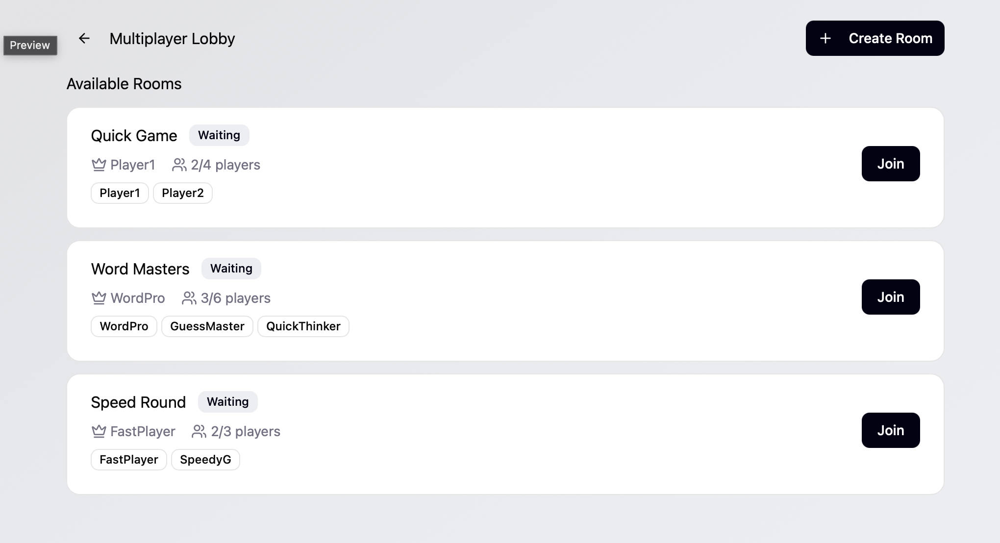 Preview
Multiplayer Lobby
Create Room
Available Rooms
Quick Game Waiting
Player1 2/4 players
Player1 Player2
Join
Word Masters Waiting
WordPro 3/6 players
WordPro GuessMaster QuickThinker
Join
Speed Round Waiting
FastPlayer 2/3 players
FastPlayer SpeedyG
Join